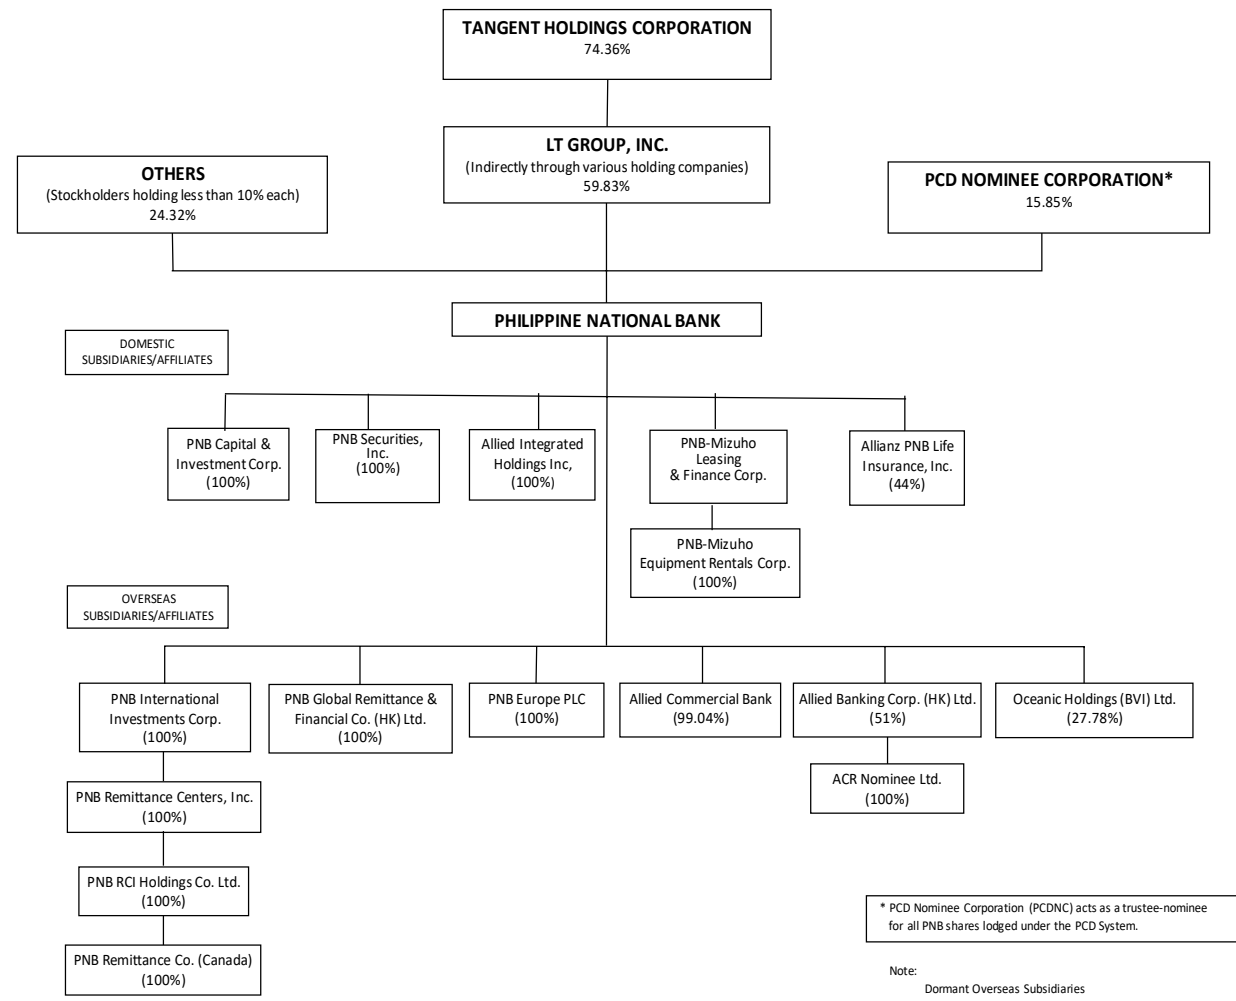 TANGENT HOLDINGS CORPORATION
74.36%
LT GROUP, INC.
(Indirectly through various holding companies)
59.83%
OTHERS
(Stockholders holding less than 10% each)
24.32%
PCD NOMINEE CORPORATION*
15.85%
PHILIPPINE NATIONAL BANK
DOMESTIC
SUBSIDIARIES/AFFILIATES
PNB Capital &
Investment Corp.
(100%)
PNB Securities,
Inc.
(100%)
Allied Integrated
Holdings Inc,
(100%)
PNB-Mizuho
Leasing
& Finance Corp.
Allianz PNB Life
Insurance, Inc.
(44%)
PNB-Mizuho
Equipment Rentals Corp.
(100%)
OVERSEAS
SUBSIDIARIES/AFFILIATES
PNB International
Investments Corp.
(100%)
PNB Global Remittance &
Financial Co. (HK) Ltd.
(100%)
PNB Europe PLC
(100%)
Allied Commercial Bank
(99.04%)
Allied Banking Corp. (HK) Ltd.
(51%)
Oceanic Holdings (BVI) Ltd.
(27.78%)
PNB Remittance Centers, Inc.
(100%)
ACR Nominee Ltd.
(100%)
PNB RCI Holdings Co. Ltd.
(100%)
PNB Remittance Co. (Canada)
(100%)
* PCD Nominee Corporation (PCDNC) acts as a trustee-nominee
for all PNB shares lodged under the PCD System.
Note:
Dormant Overseas Subsidiaries